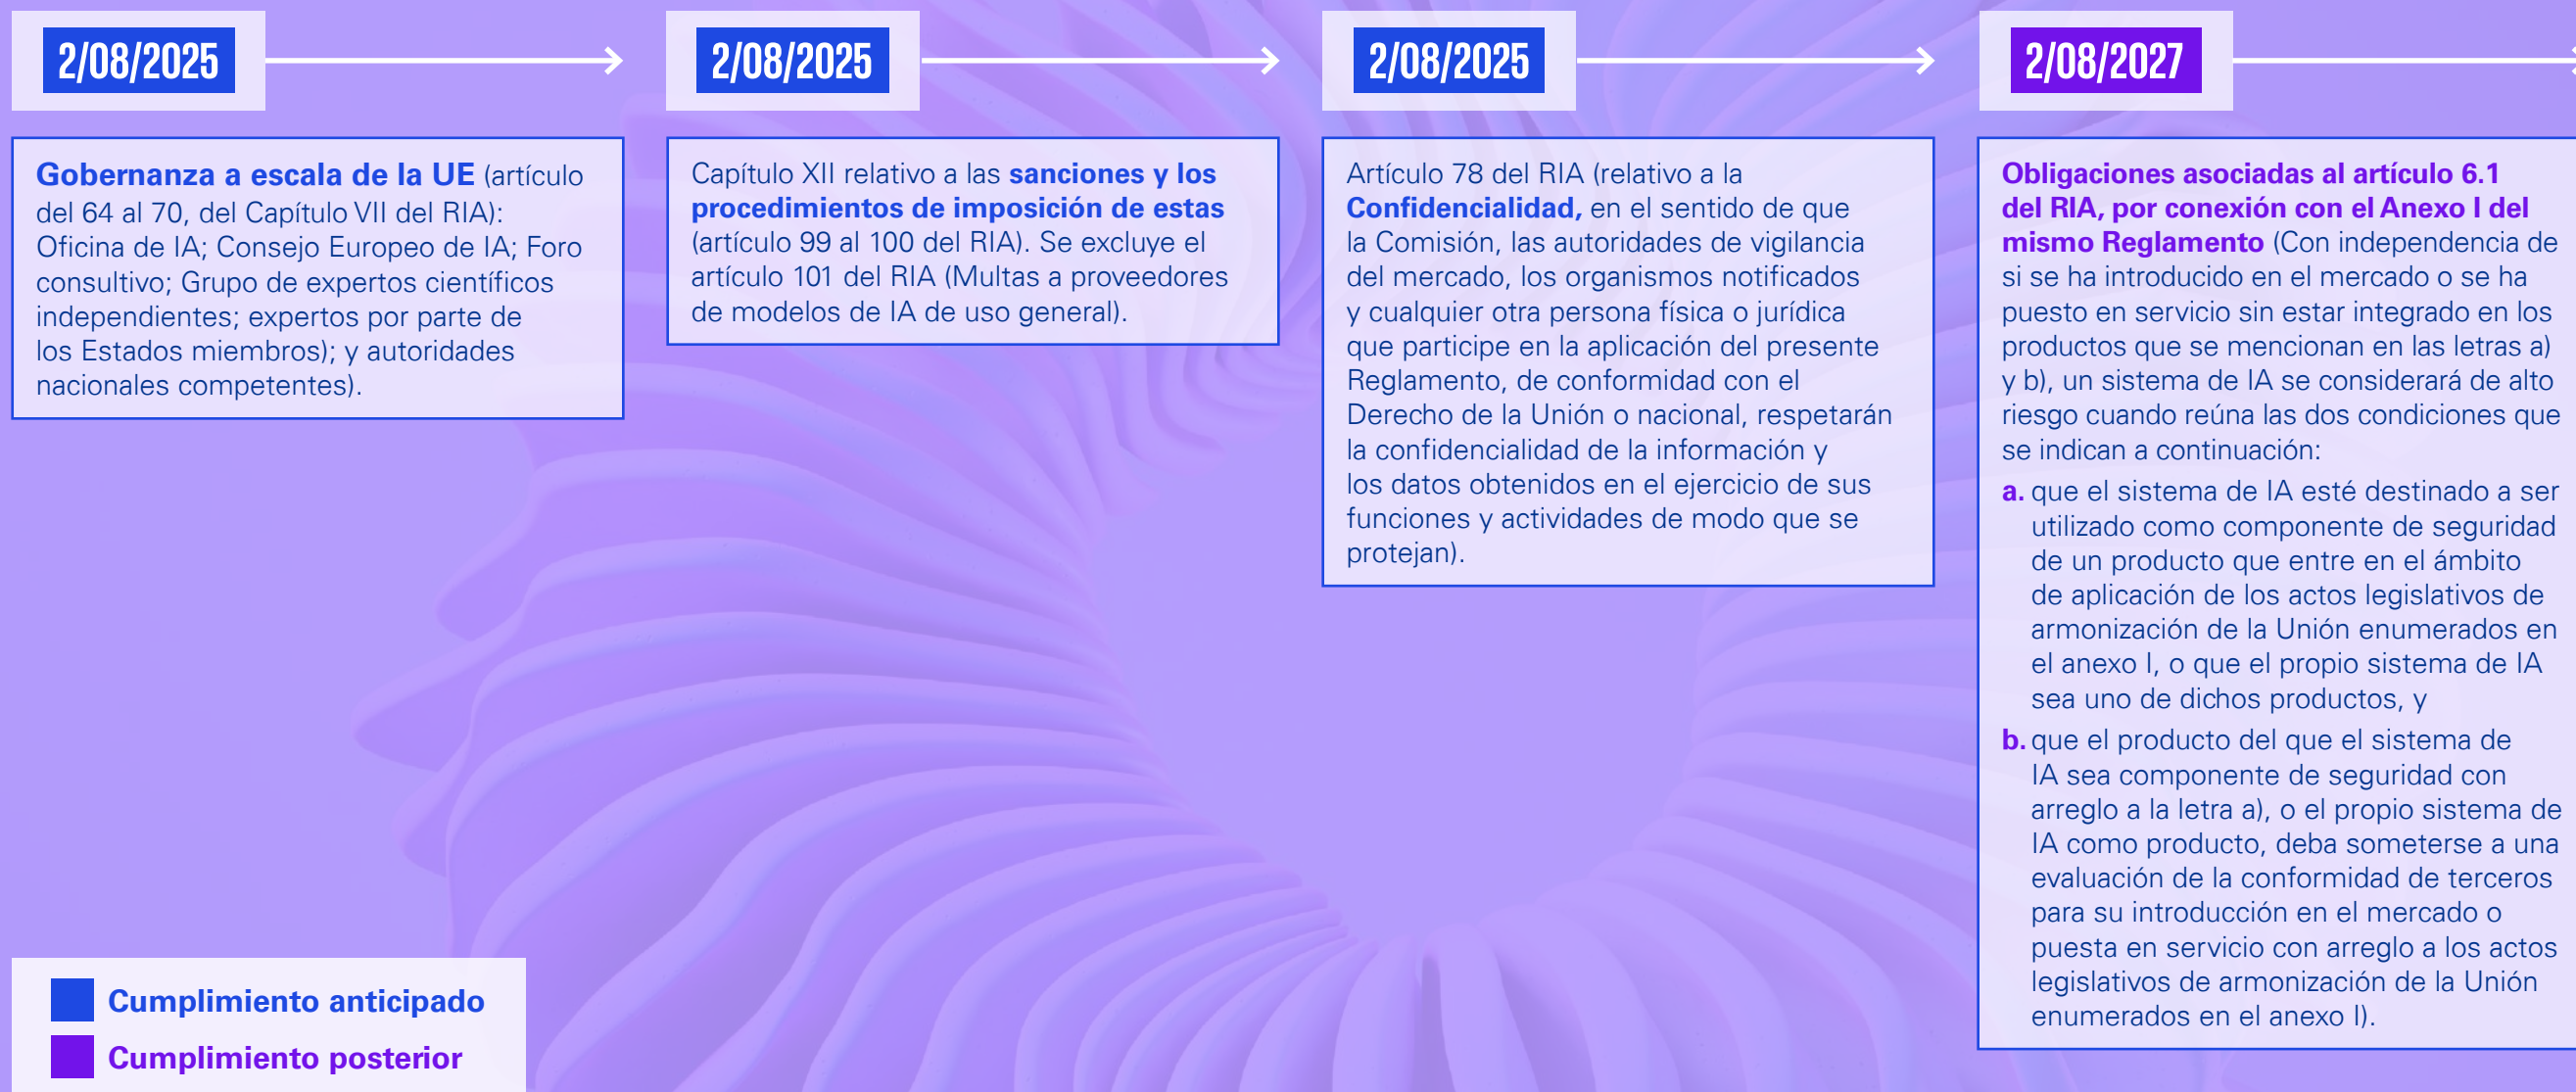 2/08/2025
Gobernanza a escala de la UE (artículo
del 64 al 70, del Capítulo VII del RIA):
Oficina de IA; Consejo Europeo de IA; Foro
consultivo; Grupo de expertos científicos
independientes; expertos por parte de
los Estados miembros); y autoridades
nacionales competentes).
2/08/2025
Capítulo XII relativo a las sanciones y los
procedimientos de imposición de estas
(artículo 99 al 100 del RIA). Se excluye el
artículo 101 del RIA (Multas a proveedores
de modelos de IA de uso general).
2/08/2025
Artículo 78 del RIA (relativo a la
Confidencialidad, en el sentido de que
la Comisión, las autoridades de vigilancia
del mercado, los organismos notificados
y cualquier otra persona física o jurídica
que participe en la aplicación del presente
Reglamento, de conformidad con el
Derecho de la Unión o nacional, respetarán
la confidencialidad de la información y
los datos obtenidos en el ejercicio de sus
funciones y actividades de modo que se
protejan).
2/08/2027
Obligaciones asociadas al artículo 6.1
del RIA, por conexión con el Anexo I del
mismo Reglamento (Con independencia de
si se ha introducido en el mercado o se ha
puesto en servicio sin estar integrado en los
productos que se mencionan en las letras a)
y b), un sistema de IA se considerará de alto
riesgo cuando reúna las dos condiciones que
se indican a continuación:
a. que el sistema de IA esté destinado a ser
utilizado como componente de seguridad
de un producto que entre en el ámbito
de aplicación de los actos legislativos de
armonización de la Unión enumerados en
el anexo I, o que el propio sistema de IA
sea uno de dichos productos, y
b. que el producto del que el sistema de
IA sea componente de seguridad con
arreglo a la letra a), o el propio sistema de
IA como producto, deba someterse a una
evaluación de la conformidad de terceros
para su introducción en el mercado o
puesta en servicio con arreglo a los actos
legislativos de armonización de la Unión
enumerados en el anexo I).
Cumplimiento anticipado
Cumplimiento posterior